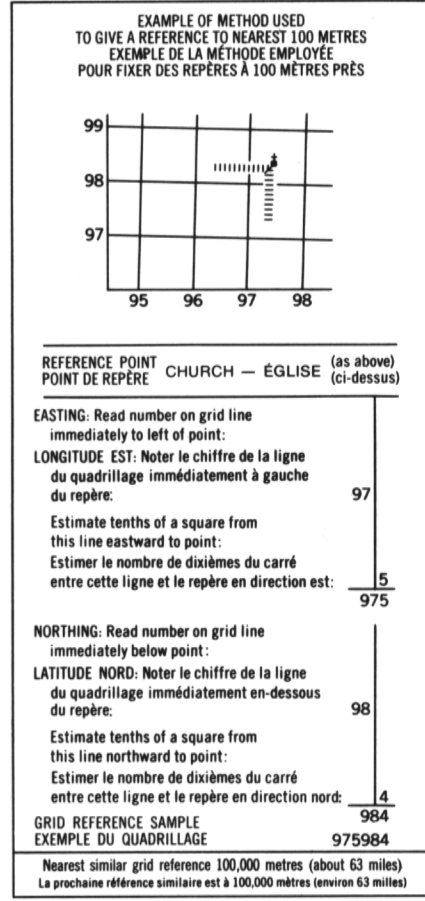 EXAMPLE OF METHOD USED
TO GIVE A REFERENCE TO NEAREST 100 METRES
EXEMPLE DE LA MÉTHODE EMPLOYÉE
POUR FIXER DES REPÈRES À 100 MÈTRES PRÈS
99
98
97
95 96 97 98
REFERENCE POINT CHURCH — ÉGLISE (as above)
POINT DE REPÈRE (ci-dessus)
EASTING: Read number on grid line
immediately to left of point:
LONGITUDE EST: Noter le chiffre de la ligne
du quadrillage immédiatement à gauche
du repère: 97
Estimate tenths of a square from
this line eastward to point:
Estimer le nombre de dixièmes du carré
entre cette ligne et le repère en direction est: 5
975
NORTHING: Read number on grid line
immediately below point:
LATITUDE NORD: Noter le chiffre de la ligne
du quadrillage immédiatement en-dessous
du repère: 98
Estimate tenths of a square from
this line northward to point:
Estimer le nombre de dixièmes du carré
entre cette ligne et le repère en direction nord: 4
GRID REFERENCE SAMPLE 984
EXEMPLE DU QUADRILLAGE 975984
Nearest similar grid reference 100,000 metres (about 63 miles)
La prochaine référence similaire est à 100,000 mètres (environ 63 milles)